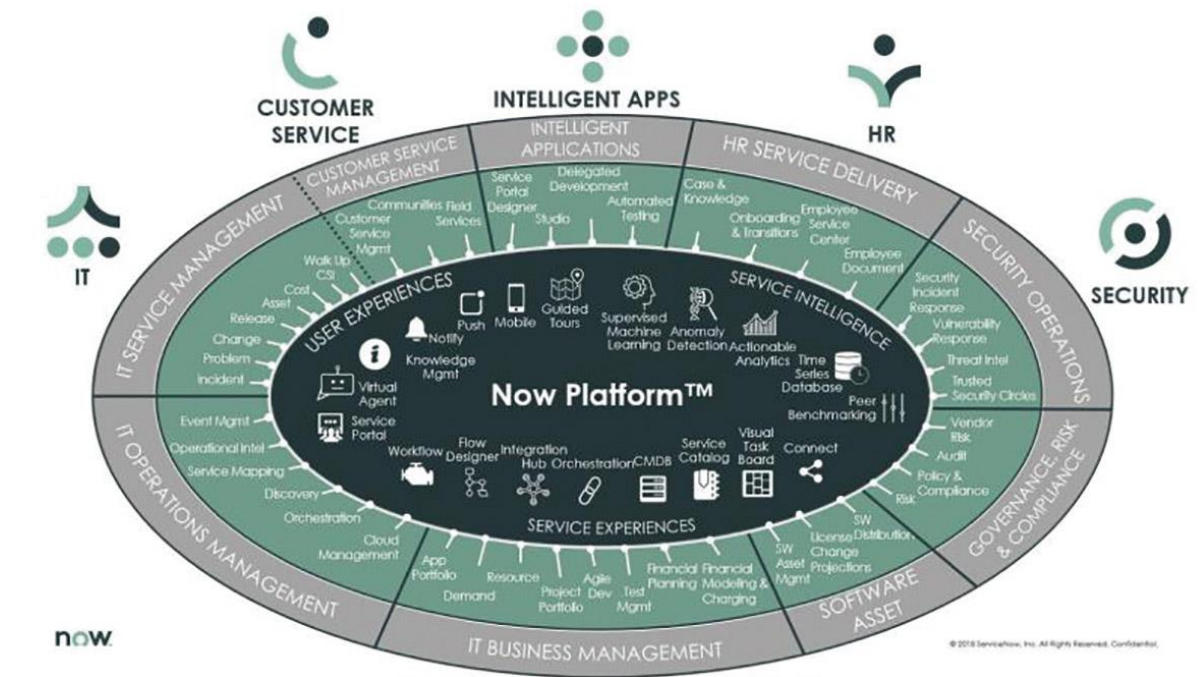 CUSTOMER
SERVICE
INTELLIGENT APPS
HR
IT
SECURITY
CUSTOMER SERVICE
MANAGEMENT
INTELLIGENT
APPLICATIONS
HR SERVICE DELIVERY
SECURITY OPERATIONS
GOVERNANCE, RISK
& COMPLIANCE
SOFTWARE
ASSET
IT BUSINESS MANAGEMENT
IT OPERATIONS MANAGEMENT
IT SERVICE MANAGEMENT
Incident
Problem
Change
Release
Asset
Cost
CSI
Walk Up
Customer
Service
Mgmt
Communities
Field
Services
Service
Portal
Designer
Studio
Delegated
Development
Automated
Testing
Case &
Knowledge
Onboarding
& Transitions
Employee
Service
Center
Employee
Document
Security
Incident
Response
Vulnerability
Response
Threat Intel
Trusted
Security Circles
Vendor
Risk
Audit
Policy &
Compliance
Risk
SW
Distribution
License
Change
Projections
SW
Asset
Mgmt
Financial
Modeling &
Charging
Financial
Planning
Test
Mgmt
Agile
Dev
Project
Portfolio
Resource
Demand
App
Portfolio
Cloud
Management
Orchestration
Discovery
Service Mapping
Operational Intel
Event Mgmt
USER EXPERIENCES
SERVICE INTELLIGENCE
Service
Portal
Virtual
Agent
Knowledge
Mgmt
Notify
Push
Mobile
Guided
Tours
Supervised
Machine
Learning
Anomaly
Detection
Actionable
Analytics
Time
Series
Database
Peer
Benchmarking
Now Platform™
Workflow
Flow
Designer
Integration
Hub
Orchestration
CMDB
Service
Catalog
Visual
Task
Board
Connect
SERVICE EXPERIENCES
now
© 2018 ServiceNow, Inc. All Rights Reserved. Confidential.